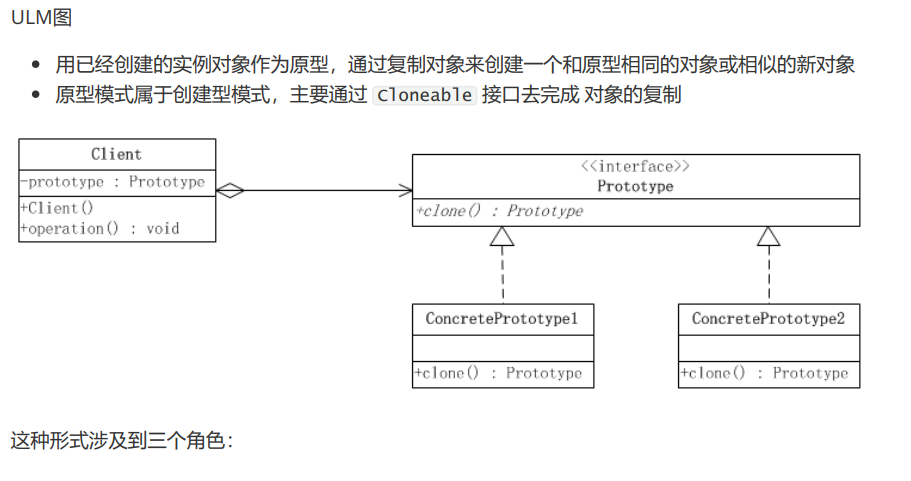 ULM图
用已经创建的实例对象作为原型，通过复制对象来创建一个和原型相同的对象或相似的新对象
原型模式属于创建型模式，主要通过 Cloneable 接口去完成 对象的复制
Client
-prototype : Prototype
+Client()
+operation() : void
<<interface>>
Prototype
+clone() : Prototype
ConcretePrototype1
+clone() : Prototype
ConcretePrototype2
+clone() : Prototype
这种形式涉及到三个角色：